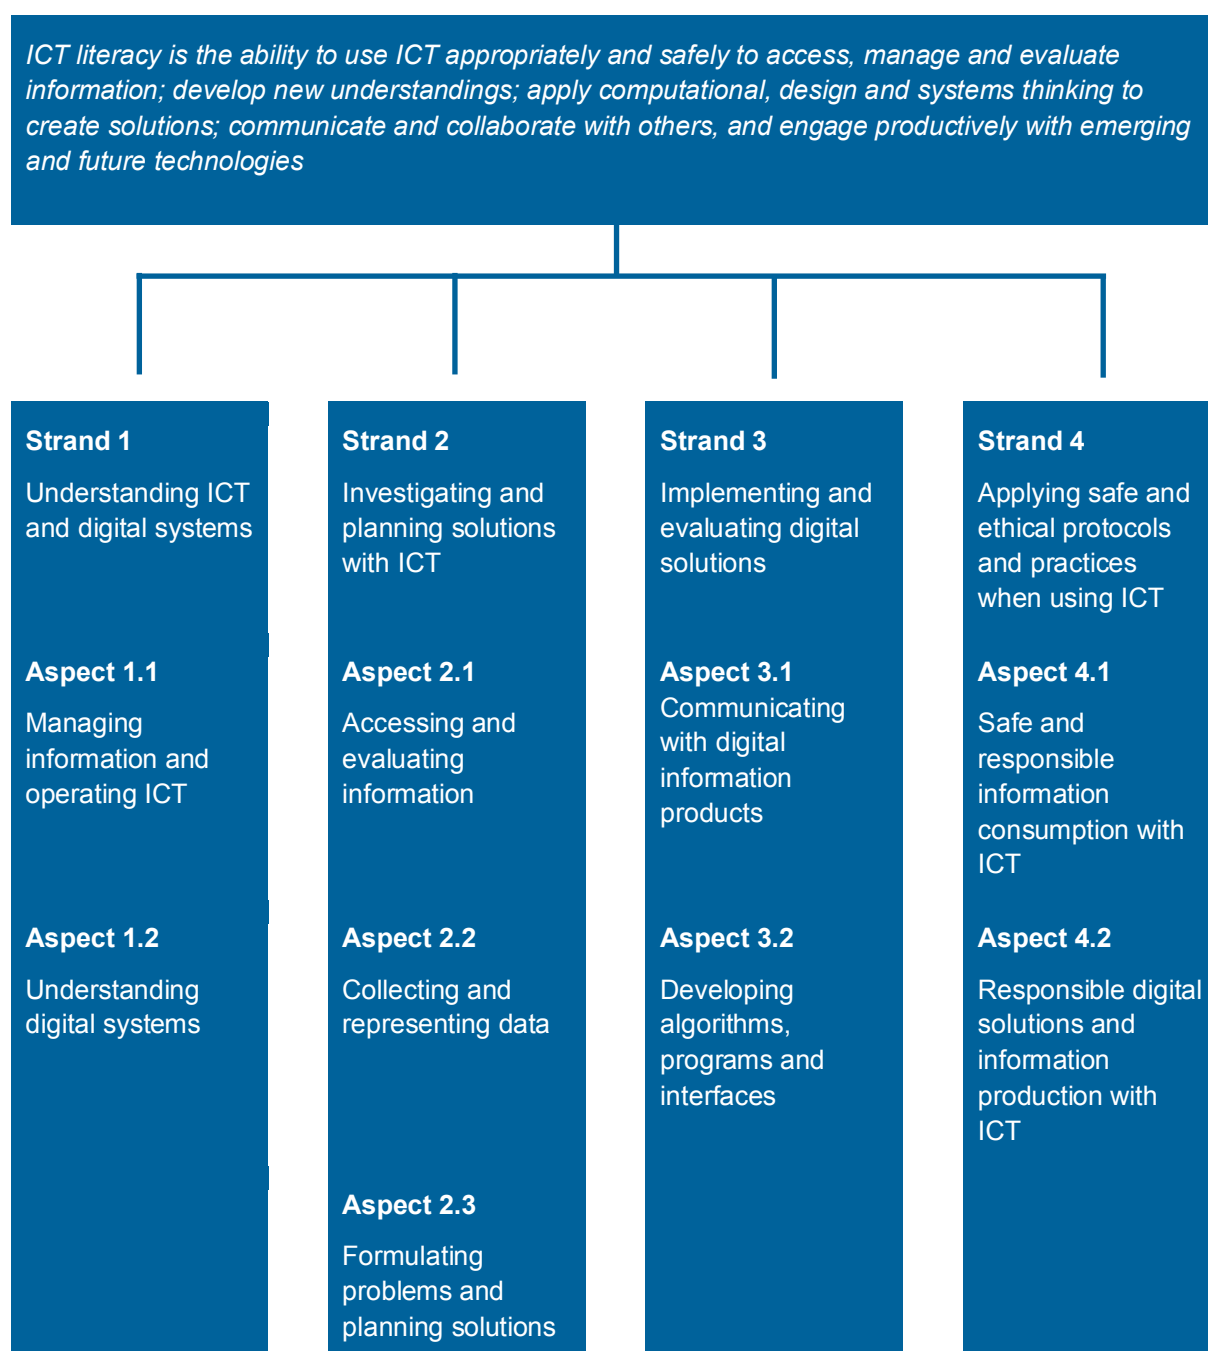 ICT literacy is the ability to use ICT appropriately and safely to access, manage and evaluate
information; develop new understandings; apply computational, design and systems thinking to
create solutions; communicate and collaborate with others, and engage productively with emerging
and future technologies
Strand 1
Understanding ICT
and digital systems
Aspect 1.1
Managing
information and
operating ICT
Aspect 1.2
Understanding
digital systems
Strand 2
Investigating and
planning solutions
with ICT
Aspect 2.1
Accessing and
evaluating
information
Aspect 2.2
Collecting and
representing data
Aspect 2.3
Formulating
problems and
planning solutions
Strand 3
Implementing and
evaluating digital
solutions
Aspect 3.1
Communicating
with digital
information
products
Aspect 3.2
Developing
algorithms,
programs and
interfaces
Strand 4
Applying safe and
ethical protocols
and practices
when using ICT
Aspect 4.1
Safe and
responsible
information
consumption with
ICT
Aspect 4.2
Responsible digital
solutions and
information
production with
ICT